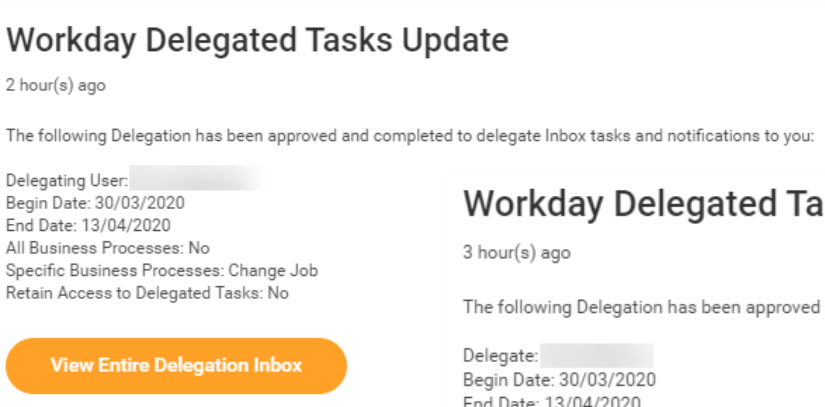 Workday Delegated Tasks Update
2 hour(s) ago
The following Delegation has been approved and completed to delegate Inbox tasks and notifications to you:
Delegating User:
Begin Date: 30/03/2020
End Date: 13/04/2020
All Business Processes: No
Specific Business Processes: Change Job
Retain Access to Delegated Tasks: No
View Entire Delegation Inbox
Workday Delegated Ta
3 hour(s) ago
The following Delegation has been approved
Delegate:
Begin Date: 30/03/2020
End Date: 13/04/2020